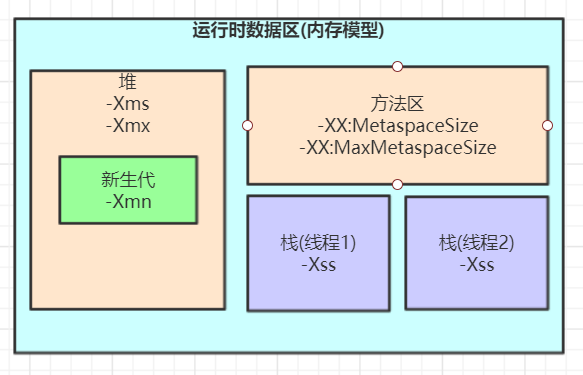 运行时数据区(内存模型)
堆
-Xms
-Xmx
新生代
-Xmn
方法区
-XX:MetaspaceSize
-XX:MaxMetaspaceSize
栈(线程1)
-Xss
栈(线程2)
-Xss